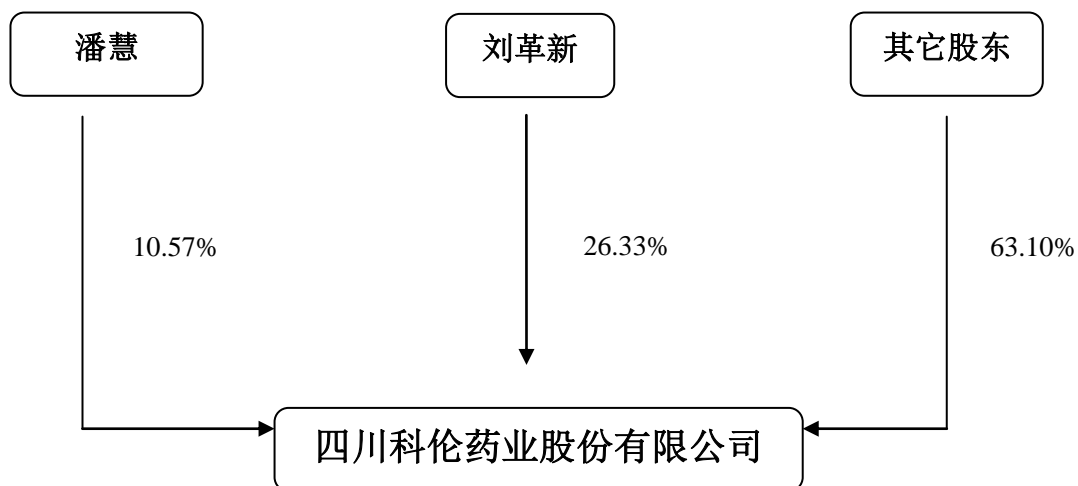 潘慧
刘革新
其它股东
10.57%
26.33%
63.10%
四川科伦药业股份有限公司